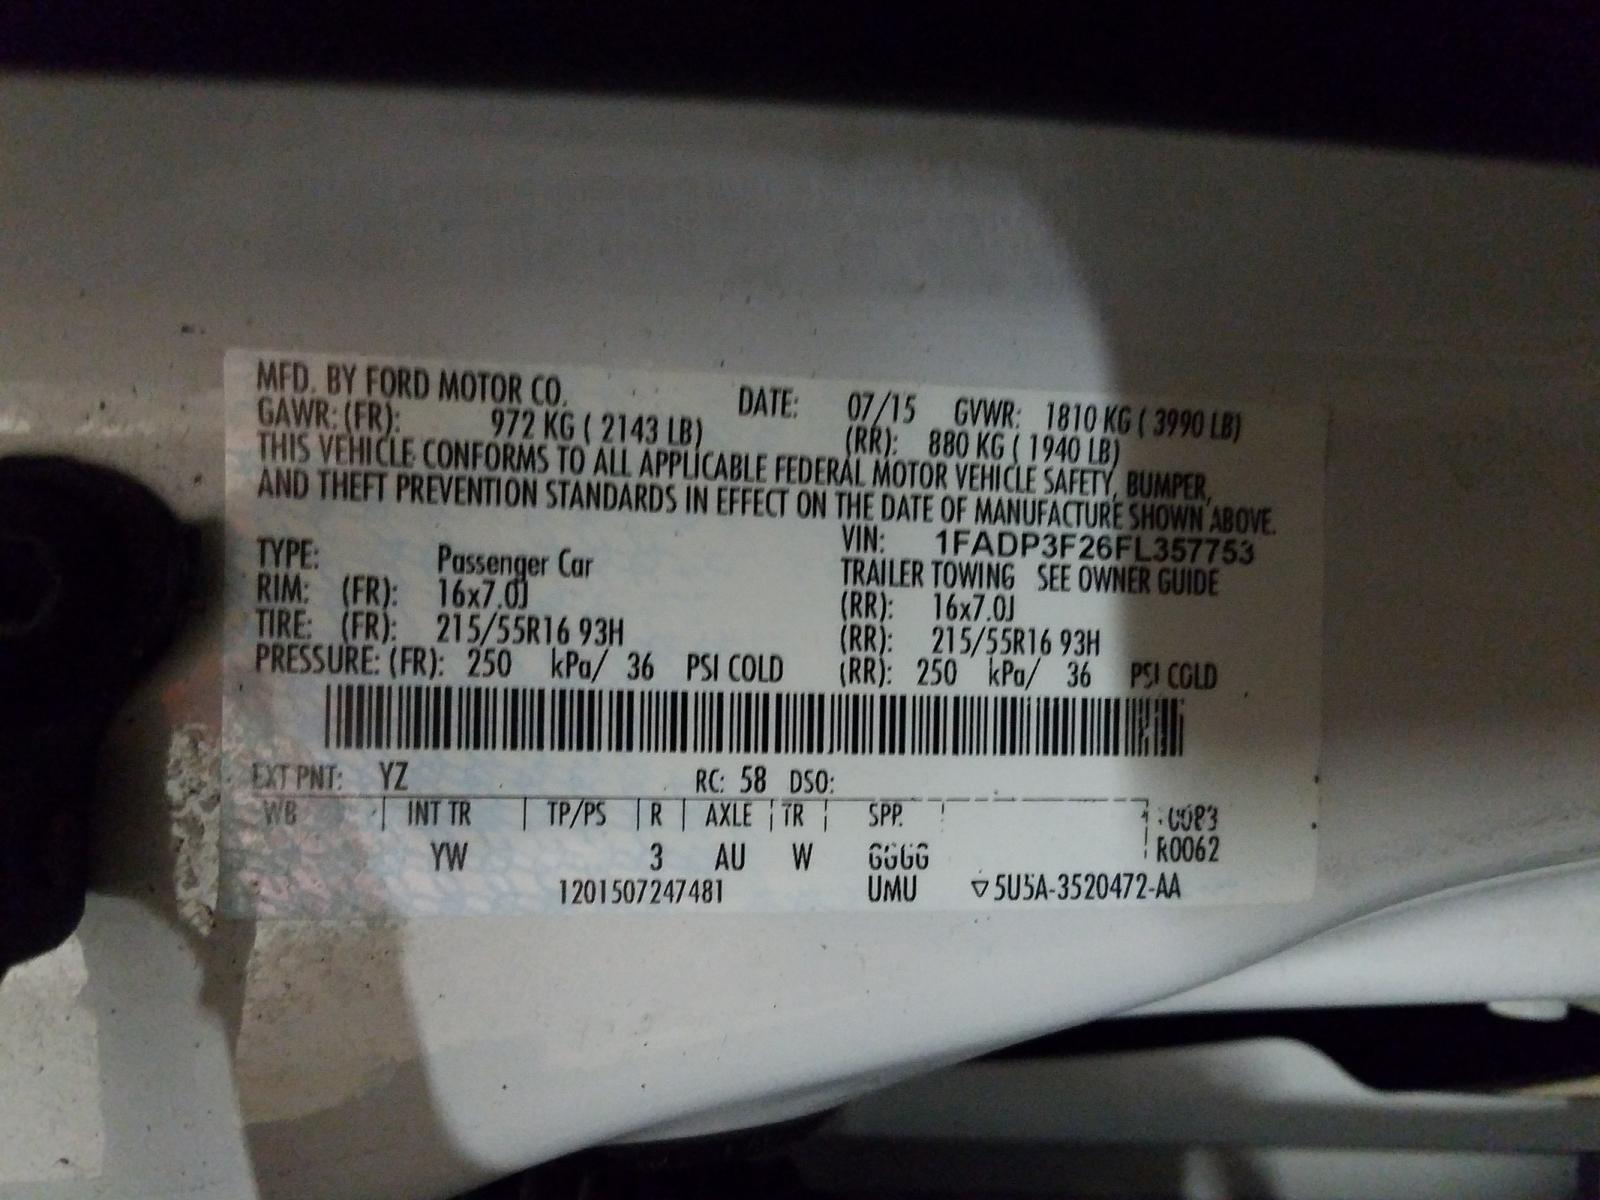 MFD. BY FORD MOTOR CO. DATE: 07/15 GVWR: 1810 KG ( 3990 LB)
GAWR: (FR): 972 KG ( 2143 LB) (RR): 880 KG ( 1940 LB)
THIS VEHICLE CONFORMS TO ALL APPLICABLE FEDERAL MOTOR VEHICLE SAFETY, BUMPER,
AND THEFT PREVENTION STANDARDS IN EFFECT ON THE DATE OF MANUFACTURE SHOWN ABOVE.
VIN: 1FADP3F26FL357753
TYPE: Passenger Car TRAILER TOWING SEE OWNER GUIDE
RIM: (FR): 16x7.0J (RR): 16x7.0J
TIRE: (FR): 215/55R16 93H (RR): 215/55R16 93H
PRESSURE: (FR): 250 kPa/ 36 PSI COLD (RR): 250 kPa/ 36 PSI COLD
EXT PNT: YZ RC: 58 DSO:
WB INT TR TP/PS R AXLE TR SPP.
YW 3 AU W GGGG R0062
1201507247481 UMU ▽5U5A-3520472-AA